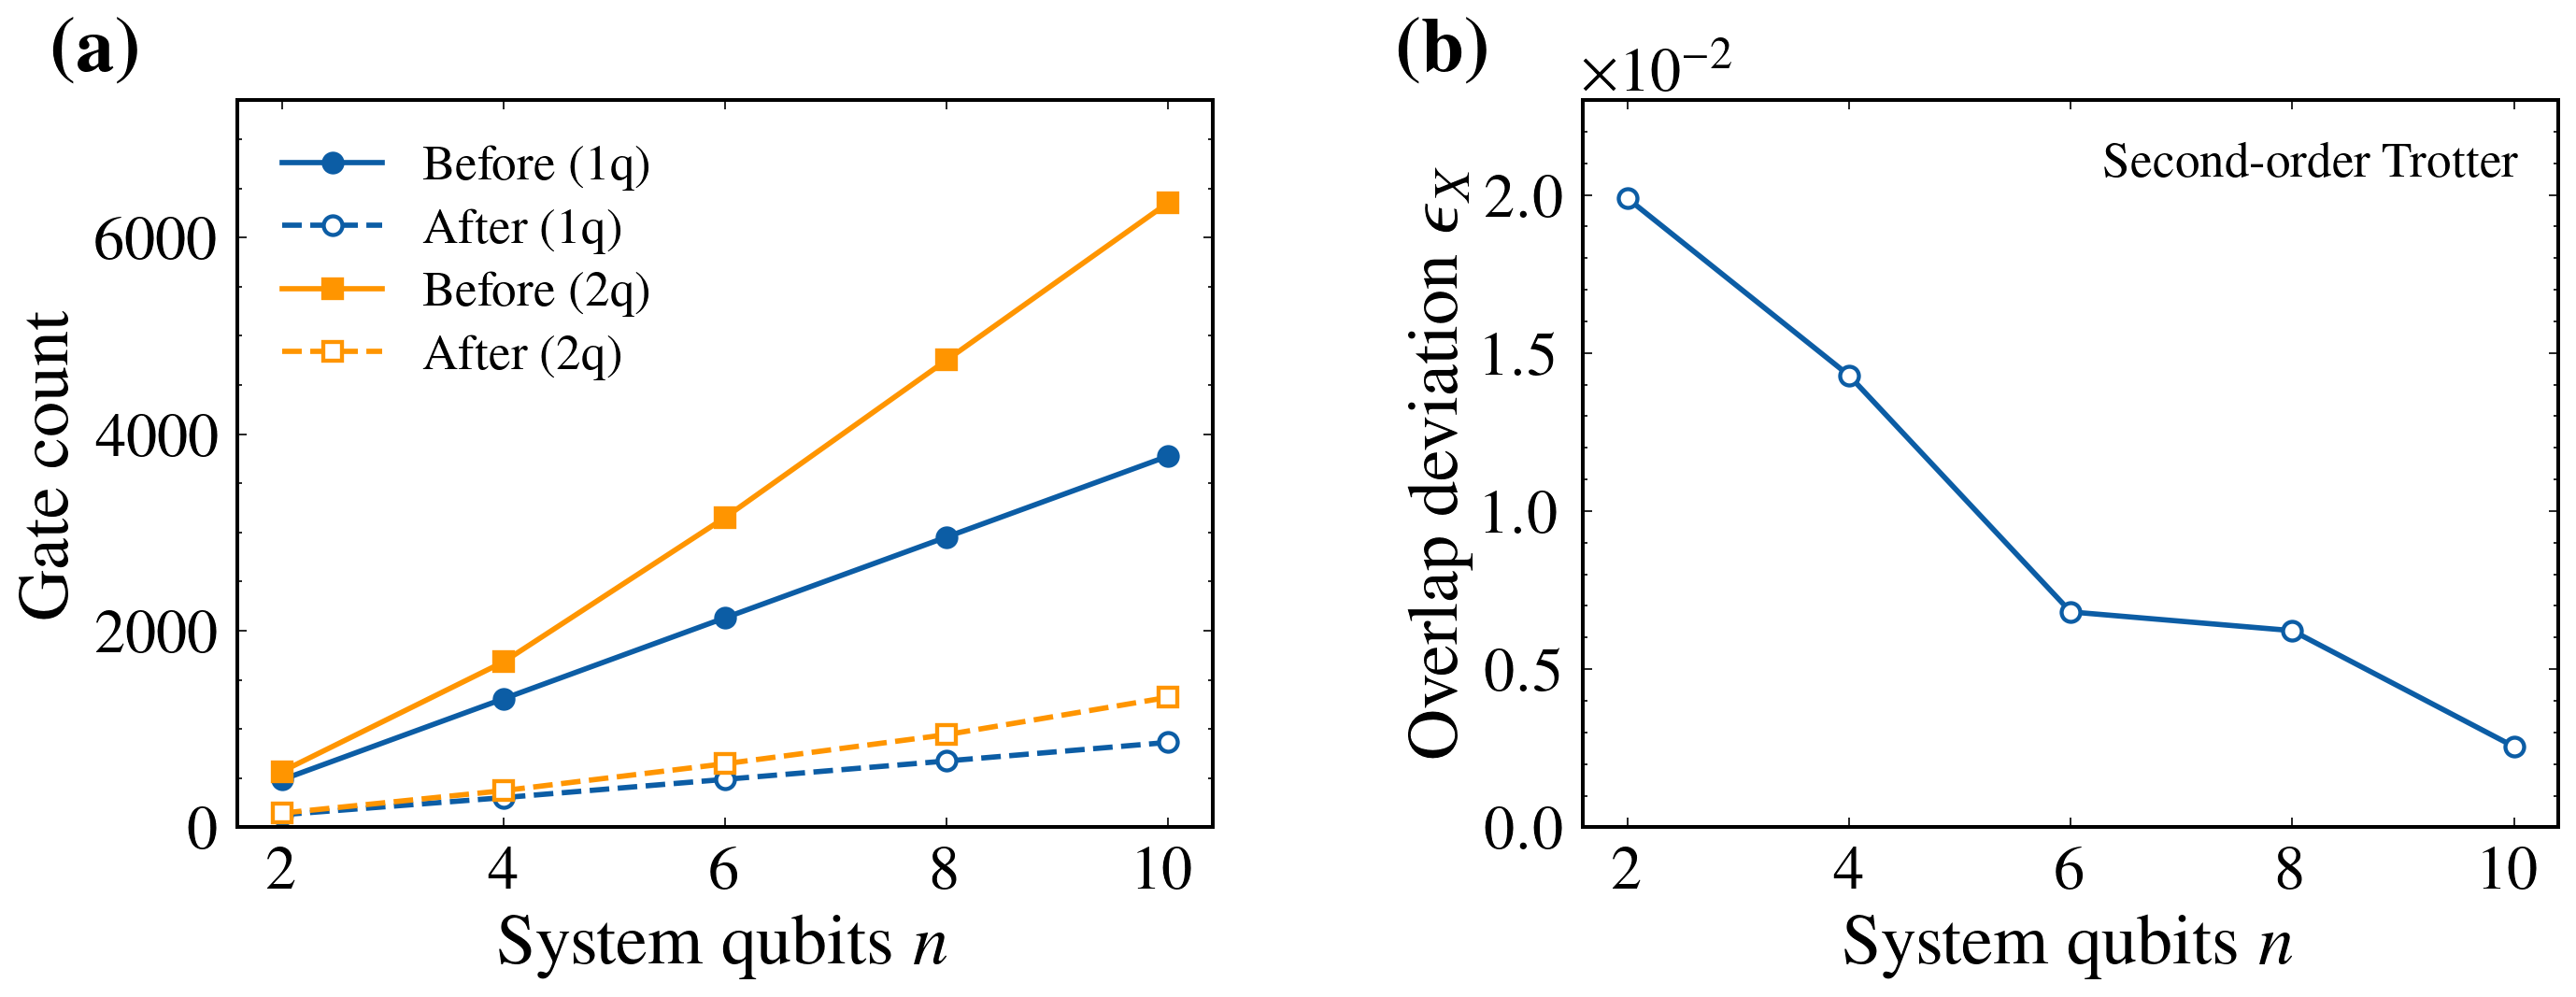 (a)
Gate count
6000
4000
2000
0
Before (1q)
After (1q)
Before (2q)
After (2q)
2 4 6 8 10
System qubits n
(b)
×10⁻²
Overlap deviation ϵX
2.0
1.5
1.0
0.5
0.0
Second-order Trotter
2 4 6 8 10
System qubits n